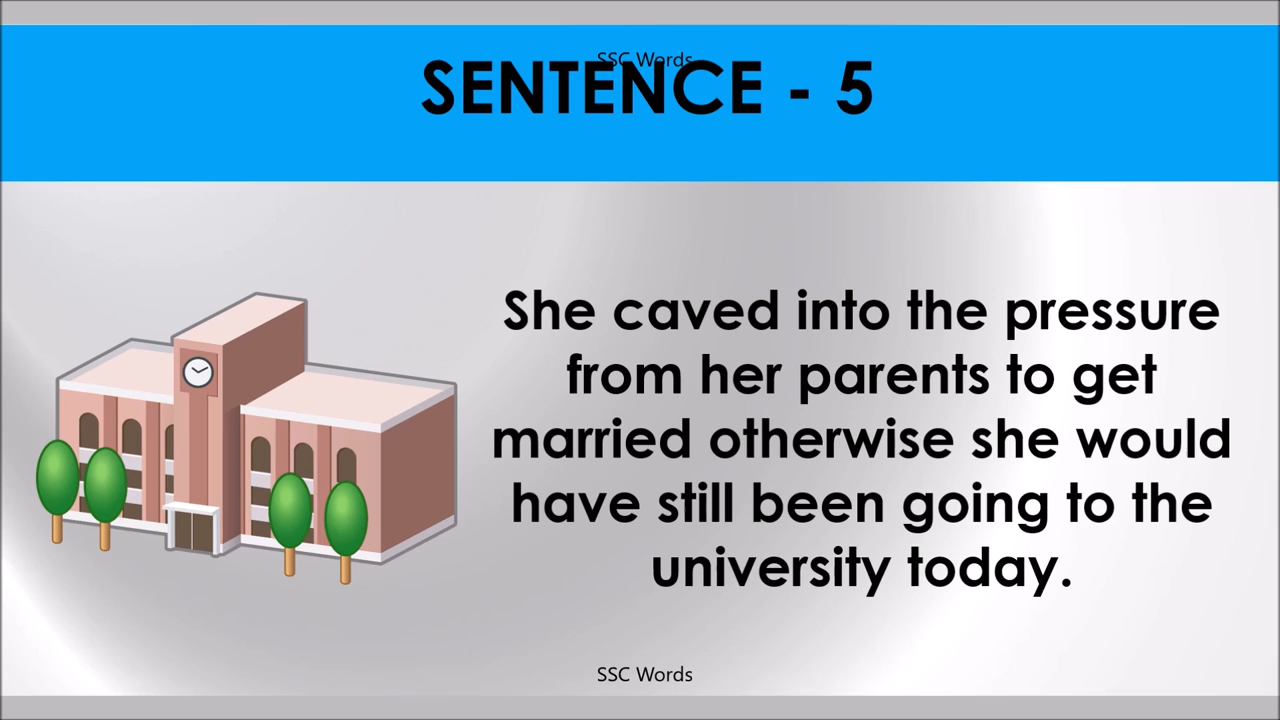 SSC Words
SENTENCE - 5
She caved into the pressure
from her parents to get
married otherwise she would
have still been going to the
university today.
SSC Words